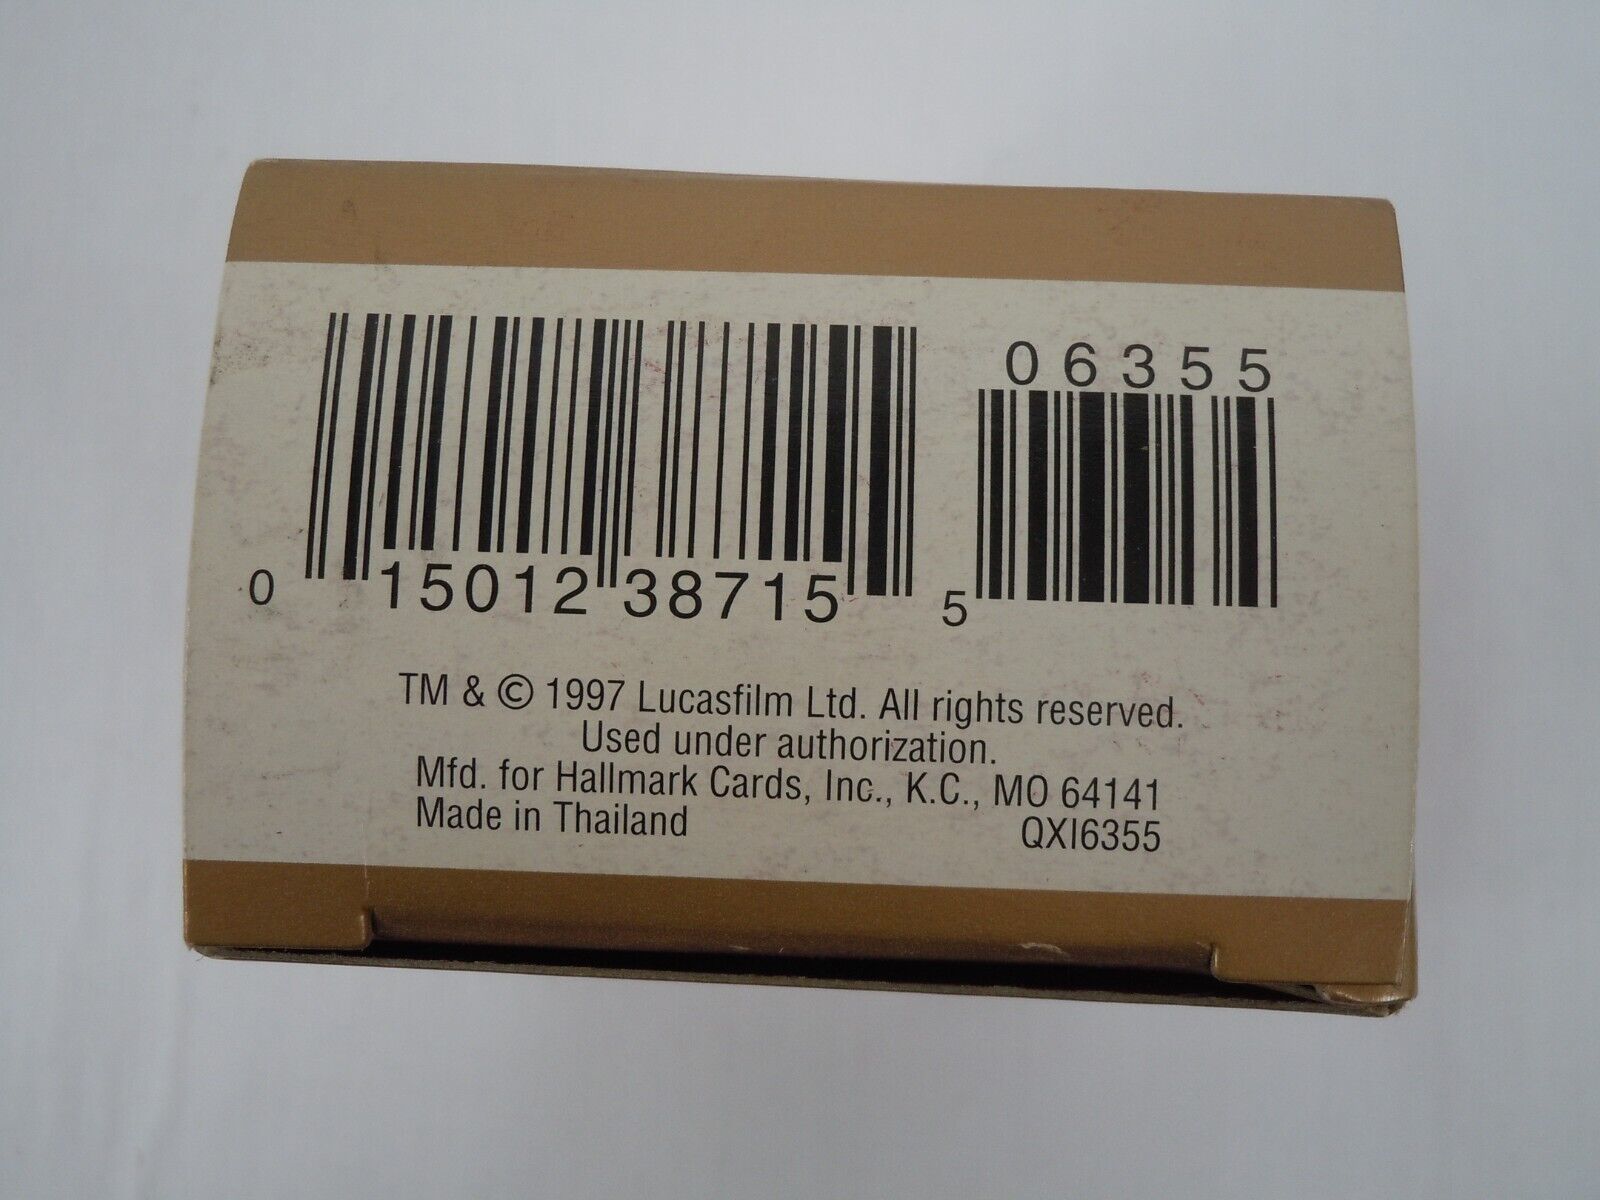 06355
0 15012 38715 5
TM & © 1997 Lucasfilm Ltd. All rights reserved.
Used under authorization.
Mfd. for Hallmark Cards, Inc., K.C., MO 64141
Made in Thailand QXI6355